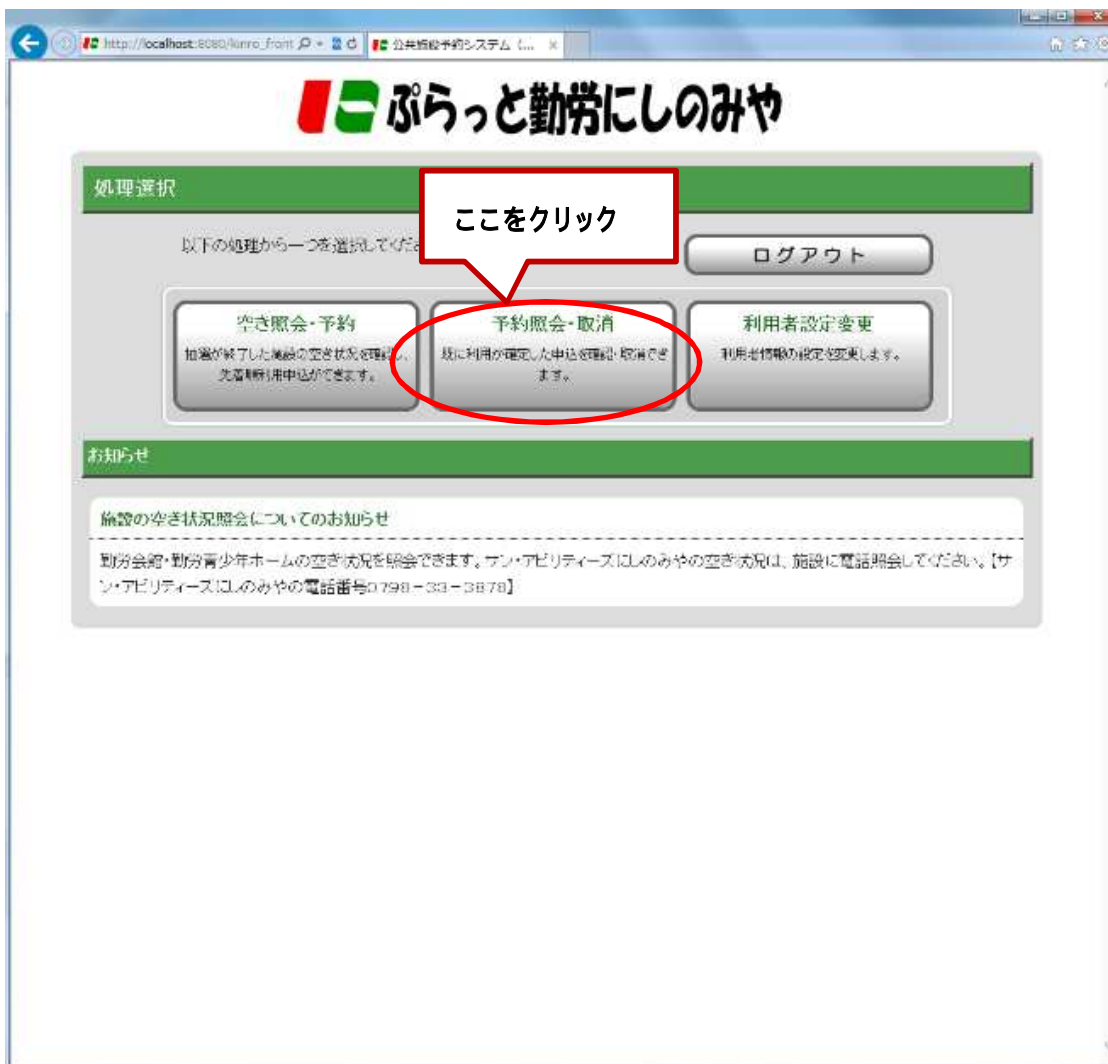 http://localhost:8080/kinro_front
公共施設予約システム (...
ぷらっと勤労にしのみや
処理選択
ここをクリック
以下の処理から一つを選択してくださ
ログアウト
空き照会・予約
抽選が終了した施設の空き状況を確認し、
先着順利用申込ができます。
予約照会・取消
既に利用が確定した申込を確認・取消でき
ます。
利用者設定変更
利用者情報の設定を変更します。
お知らせ
施設の空き状況照会についてのお知らせ
勤労会館・勤労青少年ホームの空き状況を照会できます。サン・アビリティーズにしのみやの空き状況は、施設に電話照会してください。【サ
ン・アビリティーズにしのみやの電話番号0798-33-3878】